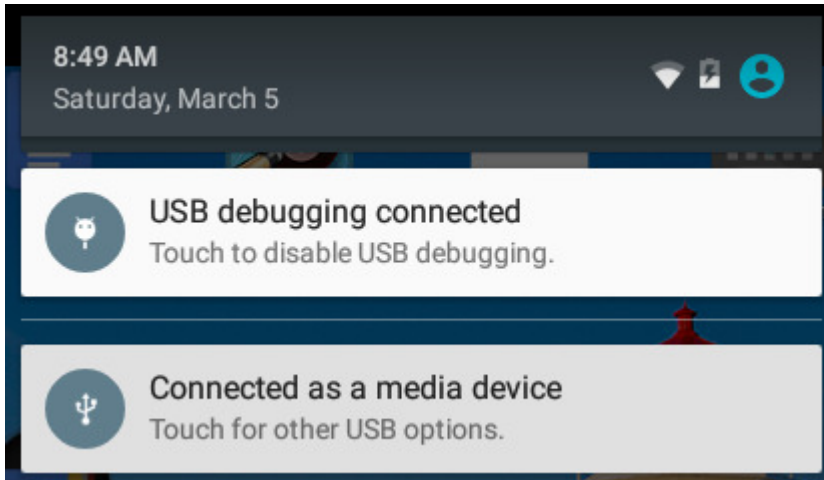 8:49 AM
Saturday, March 5
USB debugging connected
Touch to disable USB debugging.
Connected as a media device
Touch for other USB options.